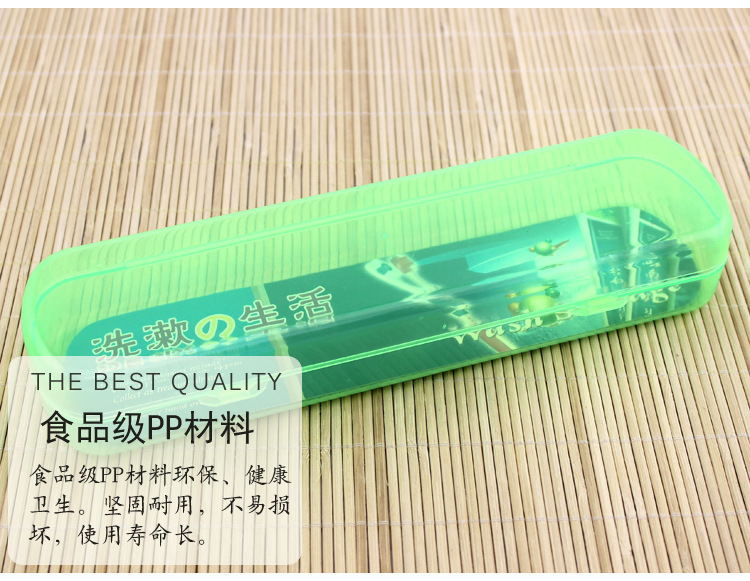 洗漱の生活
Wash
THE BEST QUALITY
食品级PP材料
食品级PP材料环保、健康
卫生。坚固耐用，不易损
坏，使用寿命长。